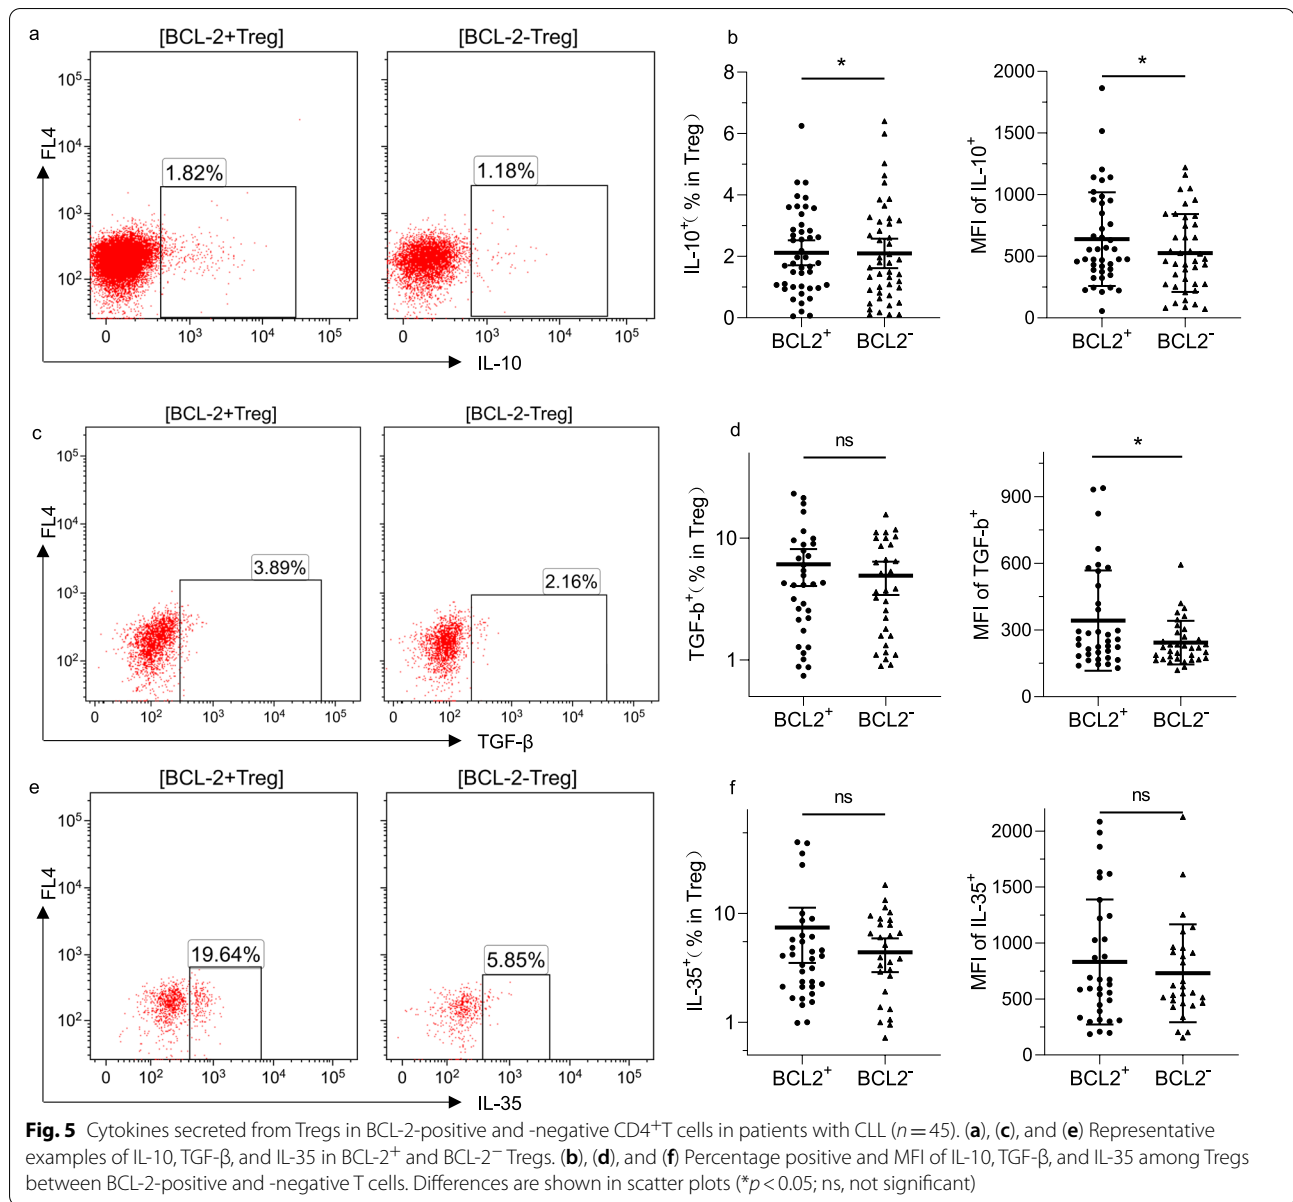 a
[BCL-2+Treg]
[BCL-2-Treg]
FL4
10⁵
10⁴
10³
10²
1.82%
1.18%
10³
10⁴
10⁵
10³
10⁴
10⁵
IL-10
b
IL-10⁺( % in Treg)
8
6
4
2
0
*
BCL2⁺
BCL2⁻
MFI of IL-10⁺
2000
1500
1000
500
0
*
BCL2⁺
BCL2⁻
c
[BCL-2+Treg]
[BCL-2-Treg]
FL4
10⁵
10⁴
10³
10²
3.89%
2.16%
0
10²
10³
10⁴
10⁵
0
10²
10³
10⁴
10⁵
TGF-β
d
TGF-b⁺( % in Treg)
10
1
ns
BCL2⁺
BCL2⁻
MFI of TGF-b⁺
900
600
300
0
*
BCL2⁺
BCL2⁻
e
[BCL-2+Treg]
[BCL-2-Treg]
FL4
10⁵
10⁴
10³
10²
19.64%
5.85%
0
10²
10³
10⁴
10⁵
0
10²
10³
10⁴
10⁵
IL-35
f
IL-35⁺( % in Treg)
10
1
ns
BCL2⁺
BCL2⁻
MFI of IL-35⁺
2000
1500
1000
500
0
ns
BCL2⁺
BCL2⁻
Fig. 5 Cytokines secreted from Tregs in BCL-2-positive and -negative CD4⁺T cells in patients with CLL (n = 45). (a), (c), and (e) Representative
examples of IL-10, TGF-β, and IL-35 in BCL-2⁺ and BCL-2⁻ Tregs. (b), (d), and (f) Percentage positive and MFI of IL-10, TGF-β, and IL-35 among Tregs
between BCL-2-positive and -negative T cells. Differences are shown in scatter plots (*p < 0.05; ns, not significant)